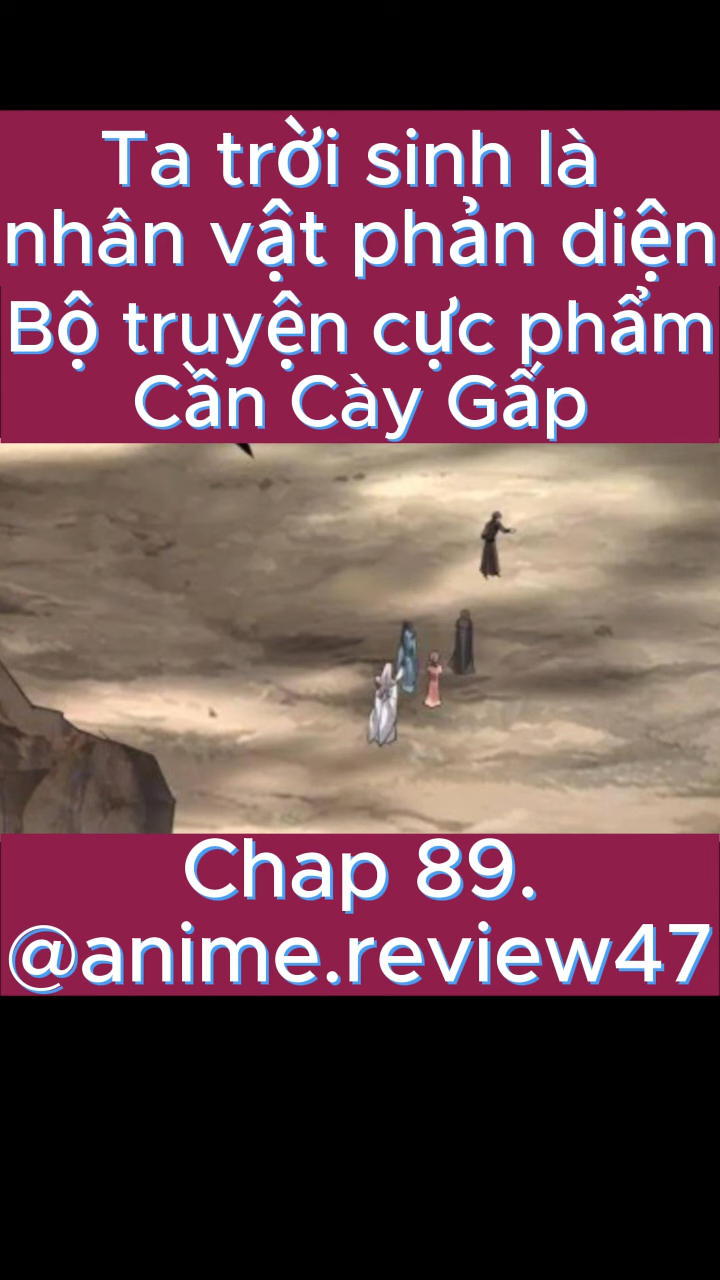 Ta trời sinh là
nhân vật phản diện
Bộ truyện cực phẩm
Cần Cày Gấp
Chap 89.
@anime.review47